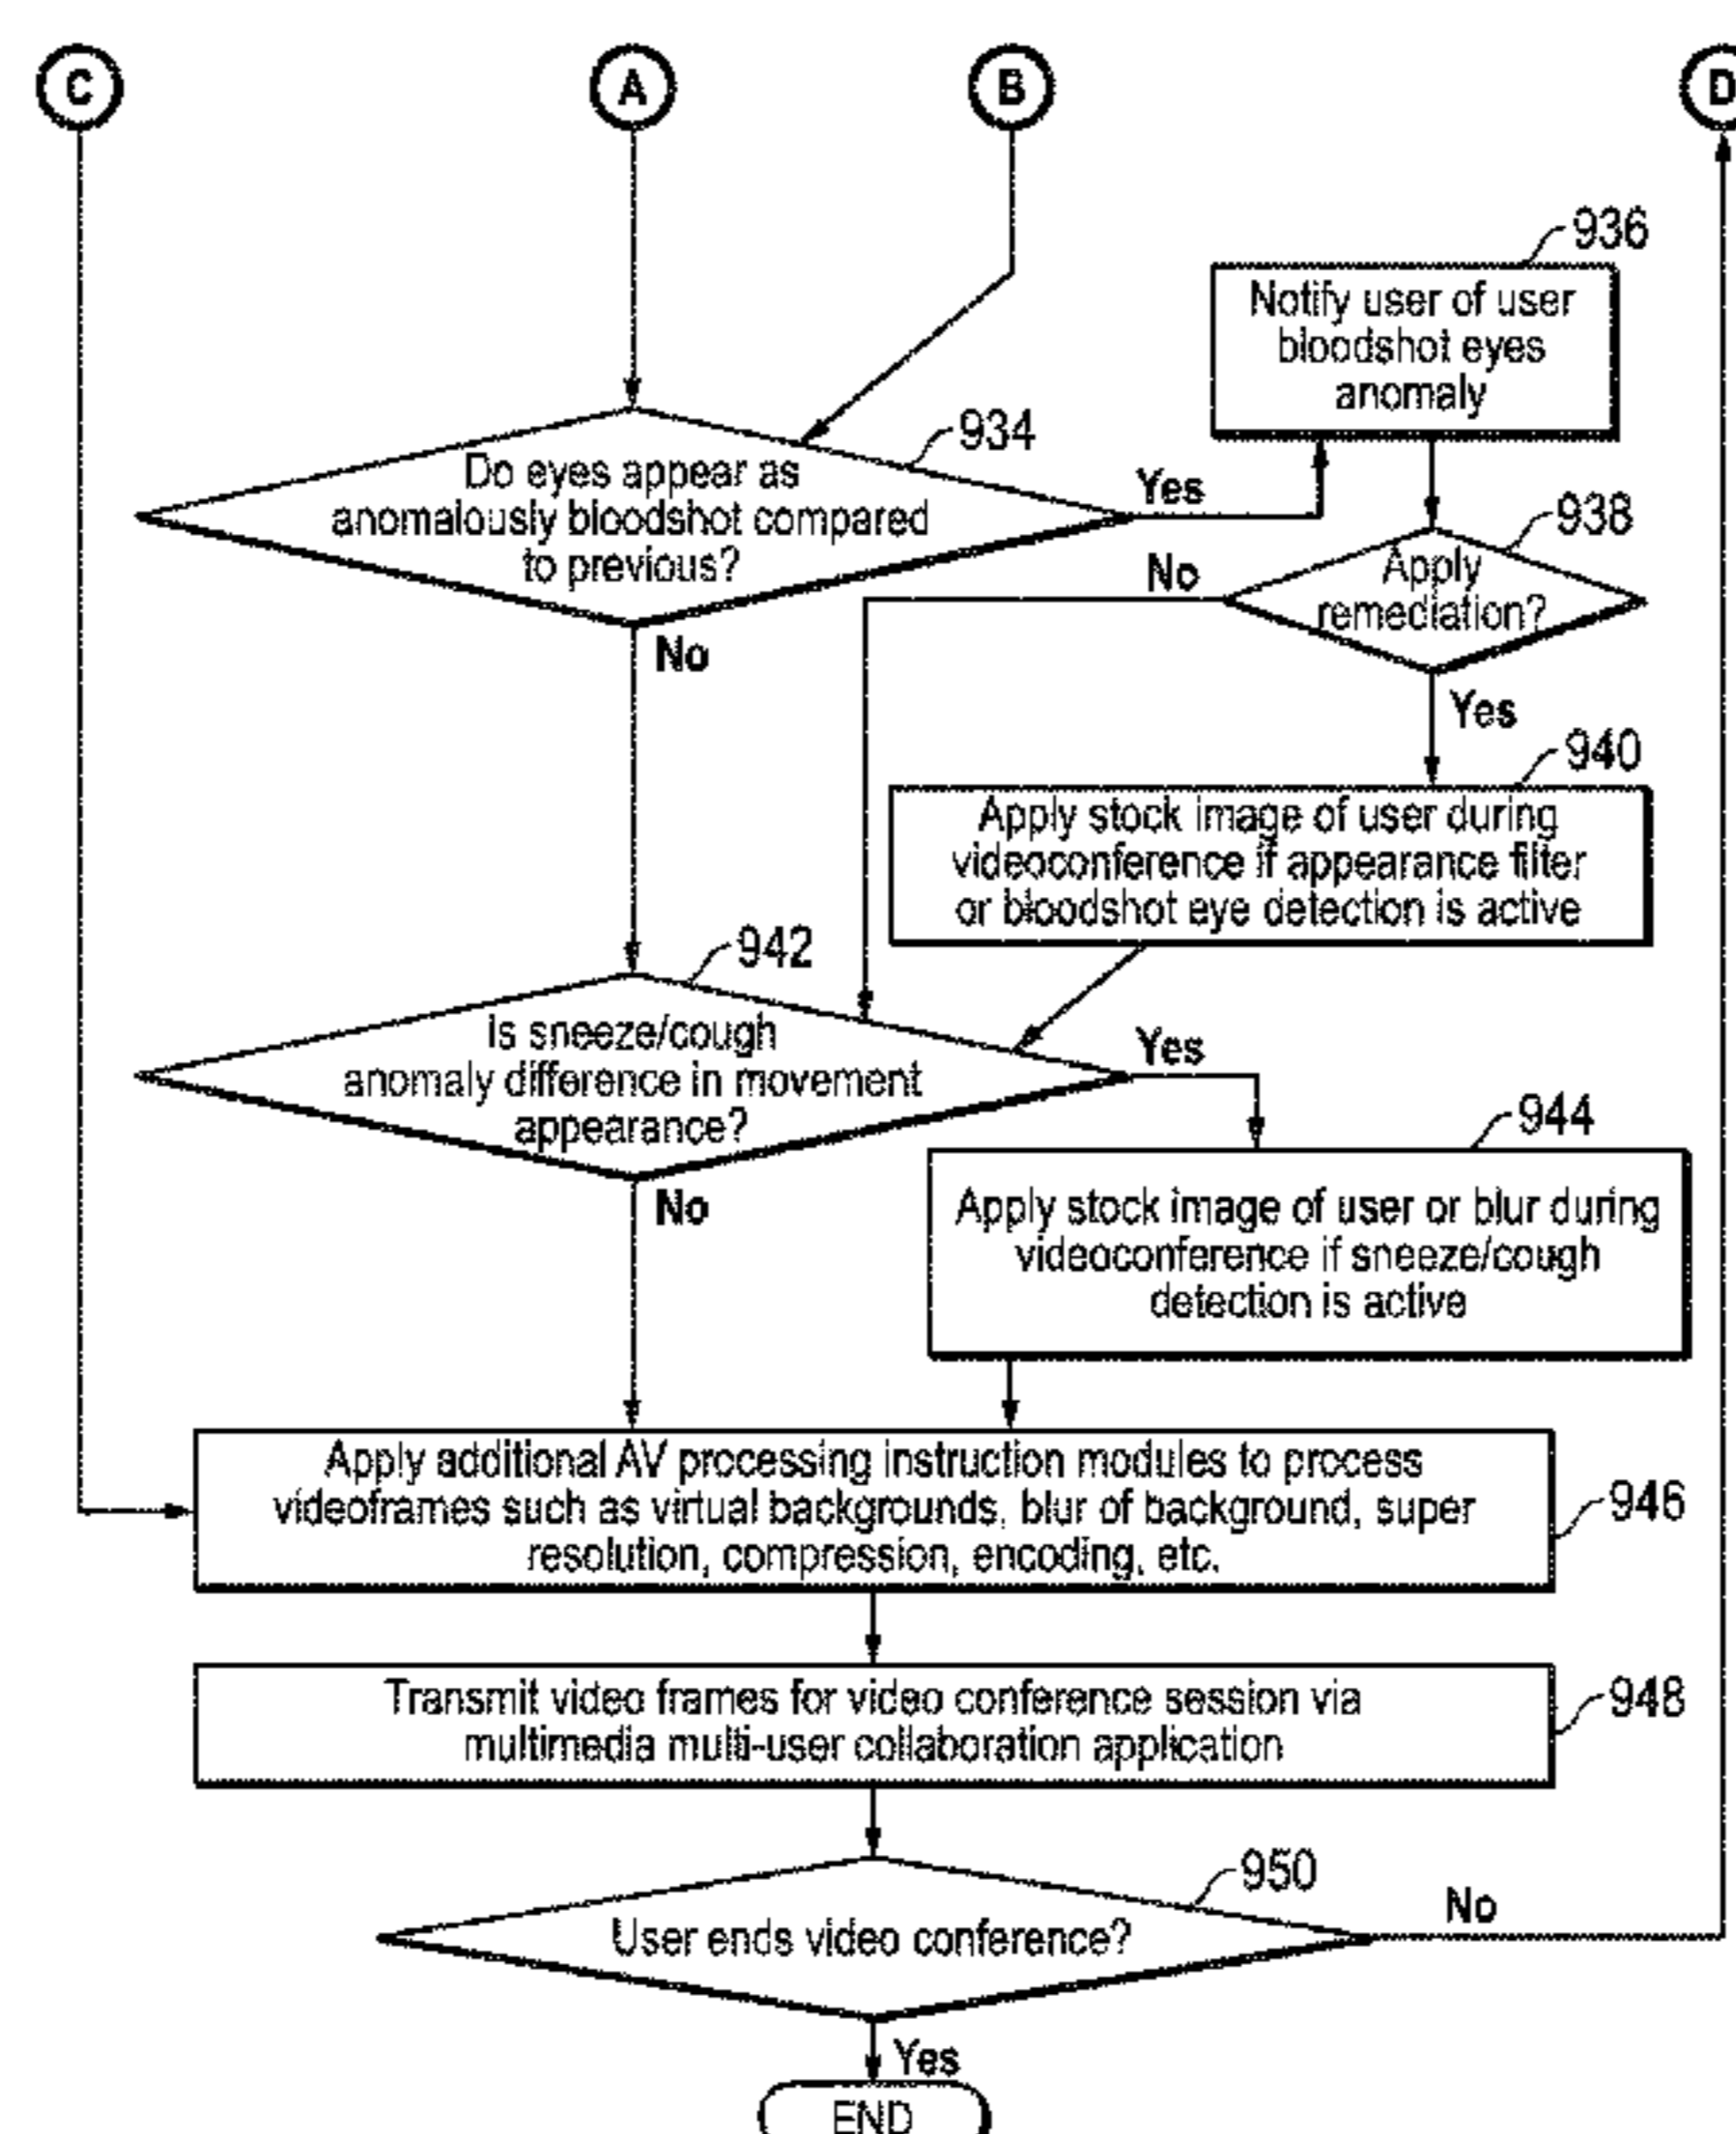 C
A
B
D
936
Notify user of user
bloodshot eyes
anomaly
934
Do eyes appear as
anomalously bloodshot compared
to previous?
Yes
No
938
Apply
remediation?
No
Yes
940
Apply stock image of user during
videoconference if appearance filter
or bloodshot eye detection is active
942
Is sneeze/cough
anomaly difference in movement
appearance?
Yes
No
944
Apply stock image of user or blur during
videoconference if sneeze/cough
detection is active
Apply additional AV processing instruction modules to process
videoframes such as virtual backgrounds, blur of background, super
resolution, compression, encoding, etc.
946
Transmit video frames for video conference session via
multimedia multi-user collaboration application
948
950
User ends video conference?
No
Yes
END